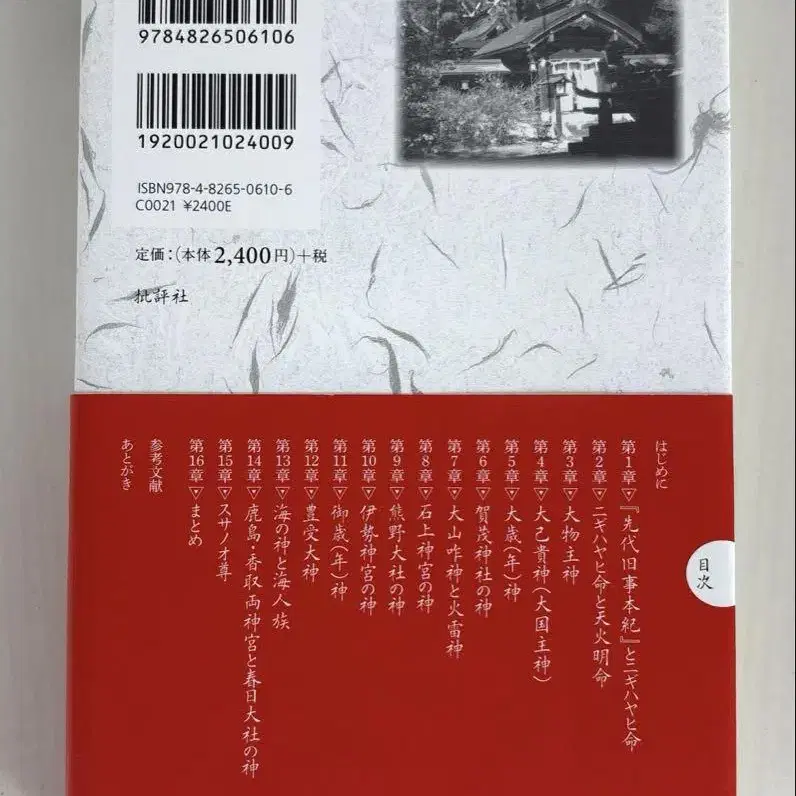 9784826506106
1920021024009
ISBN978-4-8265-0610-6
C0021 ¥2400E
定価：(本体2,400円)+税
批評社
目次
はじめに
第1章▽『先代旧事本紀』とニギハヤヒ命
第2章▽ニギハヤヒ命と天火明命
第3章▽大物主神
第4章▽大己貴神(大国主神)
第5章▽大歳(年)神
第6章▽賀茂神社の神
第7章▽大山咋神と火雷神
第8章▽石上神宮の神
第9章▽熊野大社の神
第10章▽伊勢神宮の神
第11章▽御歳(年)神
第12章▽豊受大神
第13章▽海の神と海人族
第14章▽鹿島・香取両神宮と春日大社の神
第15章▽スサノオ尊
第16章▽まとめ
参考文献
あとがき